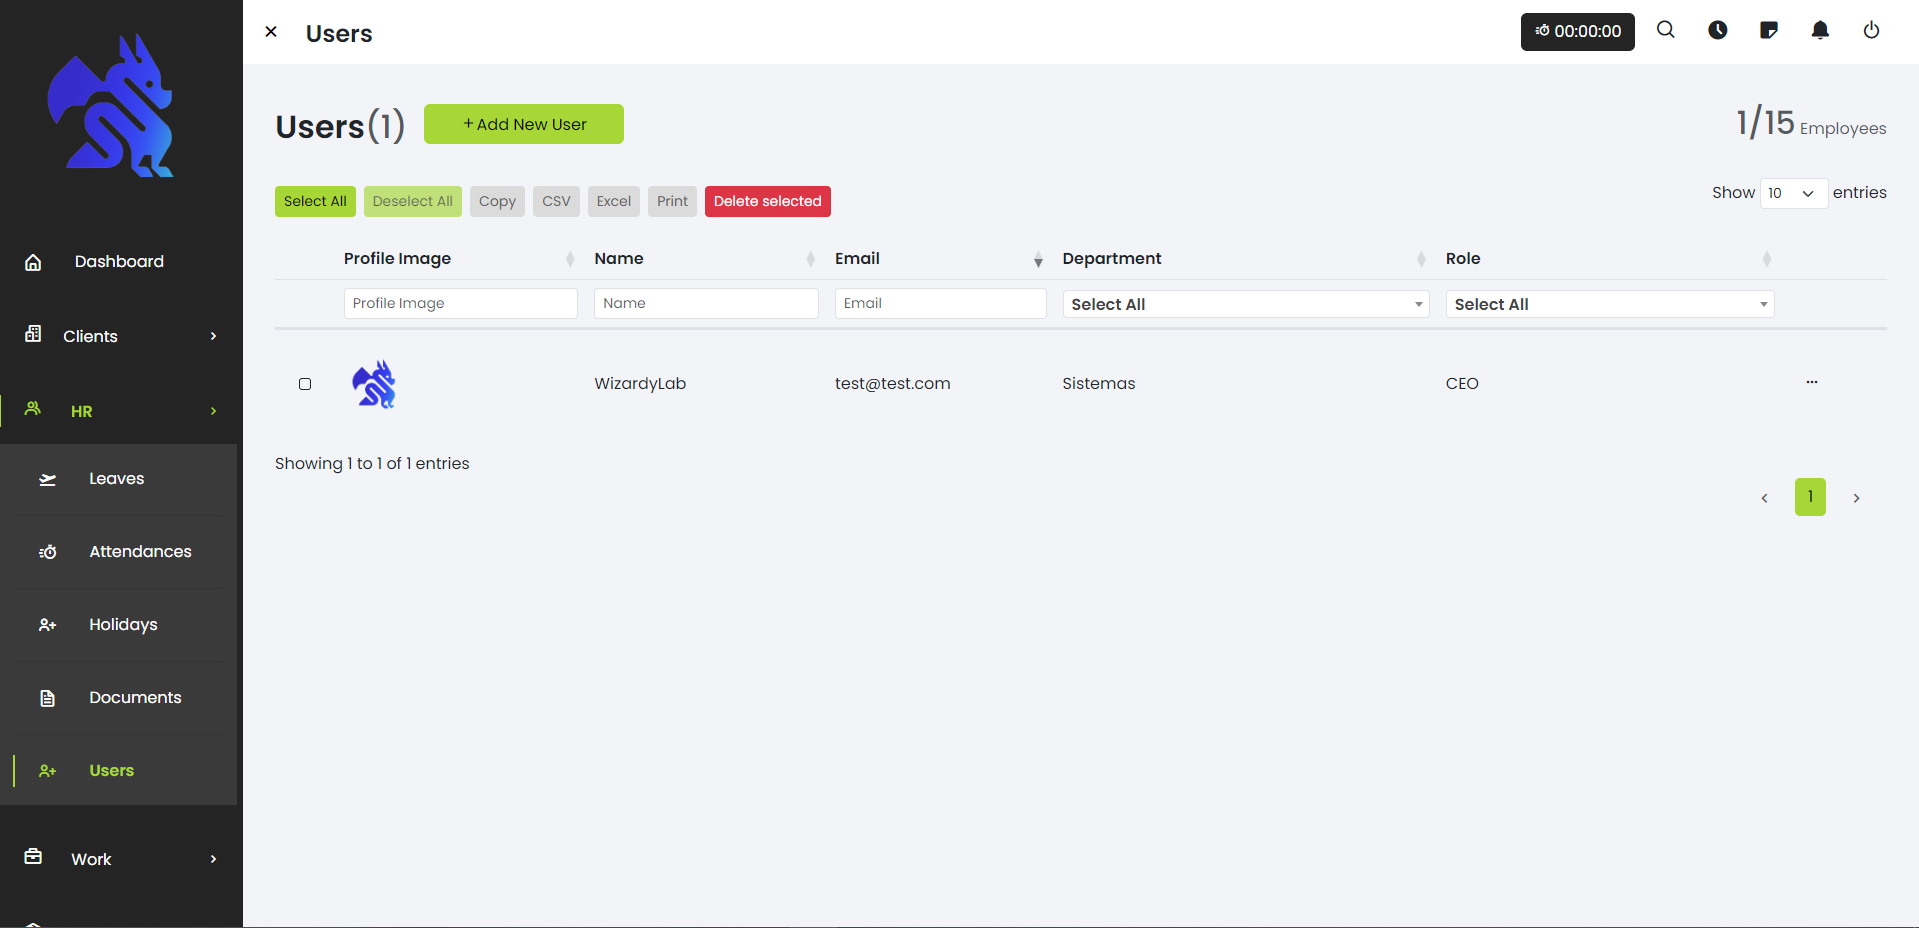 Users
00:00:00
Users(1)
+ Add New User
1/15 Employees
Select All
Deselect All
Copy
CSV
Excel
Print
Delete selected
Show 10 entries
Profile Image
Name
Email
Department
Role
Profile Image
Name
Email
Select All
Select All
WizardyLab
test@test.com
Sistemas
CEO
...
Showing 1 to 1 of 1 entries
1
Dashboard
Clients
HR
Leaves
Attendances
Holidays
Documents
Users
Work